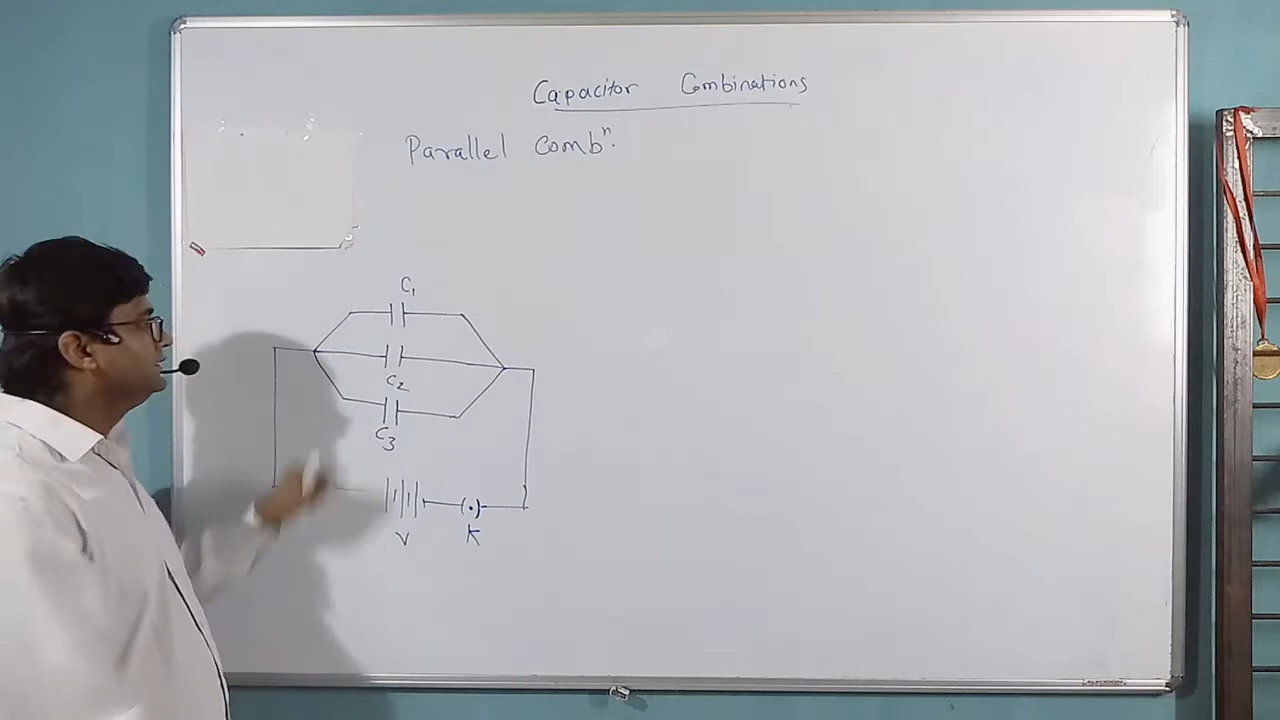 Capacitor Combinations
Parallel combⁿ.
C₁
C₂
C₃
V K